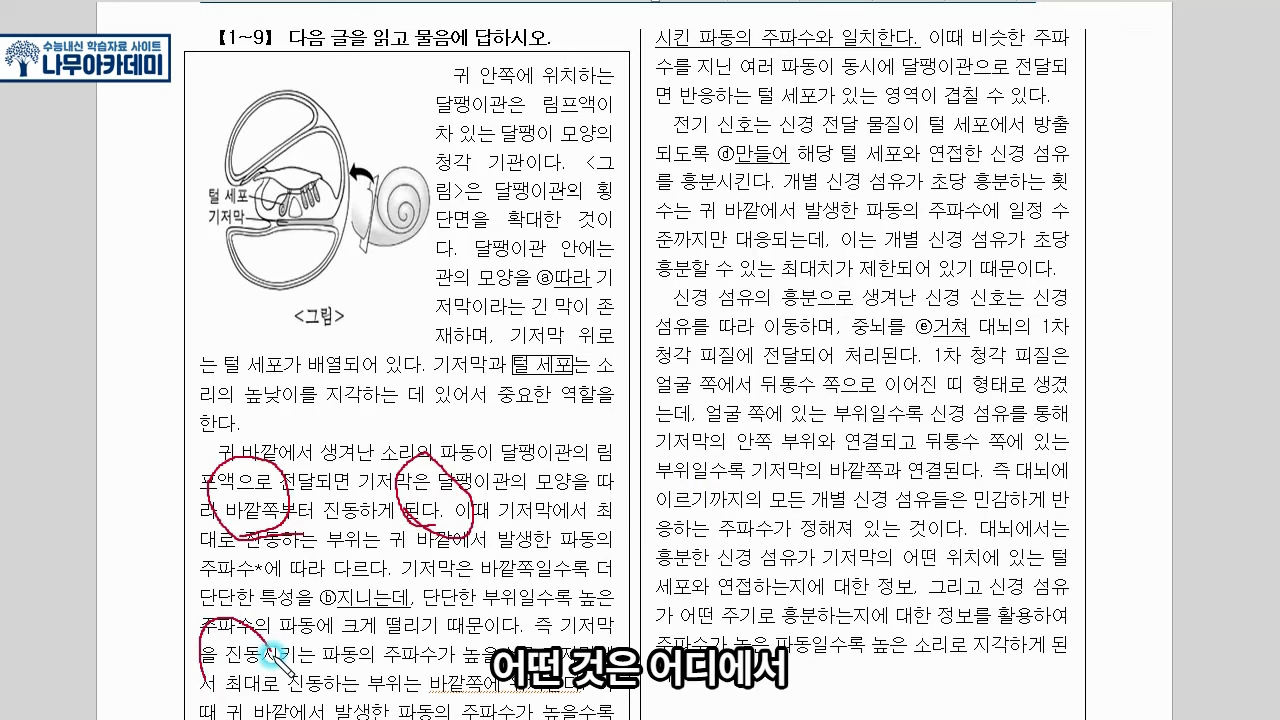 수능내신 학습자료 사이트
나무아카데미
【1~9】 다음 글을 읽고 물음에 답하시오.
귀 안쪽에 위치하는
달팽이관은 림프액이
차 있는 달팽이 모양의
청각 기관이다. <그
림>은 달팽이관의 횡
단면을 확대한 것이
다. 달팽이관 안에는
관의 모양을 ⓐ따라 기
저막이라는 긴 막이 존
재하며, 기저막 위로
털 세포
기저막
<그림>
는 털 세포가 배열되어 있다. 기저막과 털 세포는 소
리의 높낮이를 지각하는 데 있어서 중요한 역할을
한다.
귀 바깥에서 생겨난 소리의 파동이 달팽이관의 림
프액으로 전달되면 기저막은 달팽이관의 모양을 따
라 바깥쪽부터 진동하게 된다. 이때 기저막에서 최
대로 진동하는 부위는 귀 바깥에서 발생한 파동의
주파수*에 따라 다르다. 기저막은 바깥쪽일수록 더
단단한 특성을 ⓑ지니는데, 단단한 부위일수록 높은
주파수의 파동에 크게 떨리기 때문이다. 즉 기저막
을 진동시키는 파동의 주파수가 높을
서 최대로 진동하는 부위는 바깥쪽에
때 귀 바깥에서 발생한 파동의 주파수가 높을수록
시킨 파동의 주파수와 일치한다. 이때 비슷한 주파
수를 지닌 여러 파동이 동시에 달팽이관으로 전달되
면 반응하는 털 세포가 있는 영역이 겹칠 수 있다.
전기 신호는 신경 전달 물질이 털 세포에서 방출
되도록 ⓓ만들어 해당 털 세포와 연접한 신경 섬유
를 흥분시킨다. 개별 신경 섬유가 초당 흥분하는 횟
수는 귀 바깥에서 발생한 파동의 주파수에 일정 수
준까지만 대응되는데, 이는 개별 신경 섬유가 초당
흥분할 수 있는 최대치가 제한되어 있기 때문이다.
신경 섬유의 흥분으로 생겨난 신경 신호는 신경
섬유를 따라 이동하며, 중뇌를 ⓔ거쳐 대뇌의 1차
청각 피질에 전달되어 처리된다. 1차 청각 피질은
얼굴 쪽에서 뒤통수 쪽으로 이어진 띠 형태로 생겼
는데, 얼굴 쪽에 있는 부위일수록 신경 섬유를 통해
기저막의 안쪽 부위와 연결되고 뒤통수 쪽에 있는
부위일수록 기저막의 바깥쪽과 연결된다. 즉 대뇌에
이르기까지의 모든 개별 신경 섬유들은 민감하게 반
응하는 주파수가 정해져 있는 것이다. 대뇌에서는
흥분한 신경 섬유가 기저막의 어떤 위치에 있는 털
세포와 연접하는지에 대한 정보, 그리고 신경 섬유
가 어떤 주기로 흥분하는지에 대한 정보를 활용하여
주파수가 높은 파동일수록 높은 소리로 지각하게 된
어떤 것은 어디에서